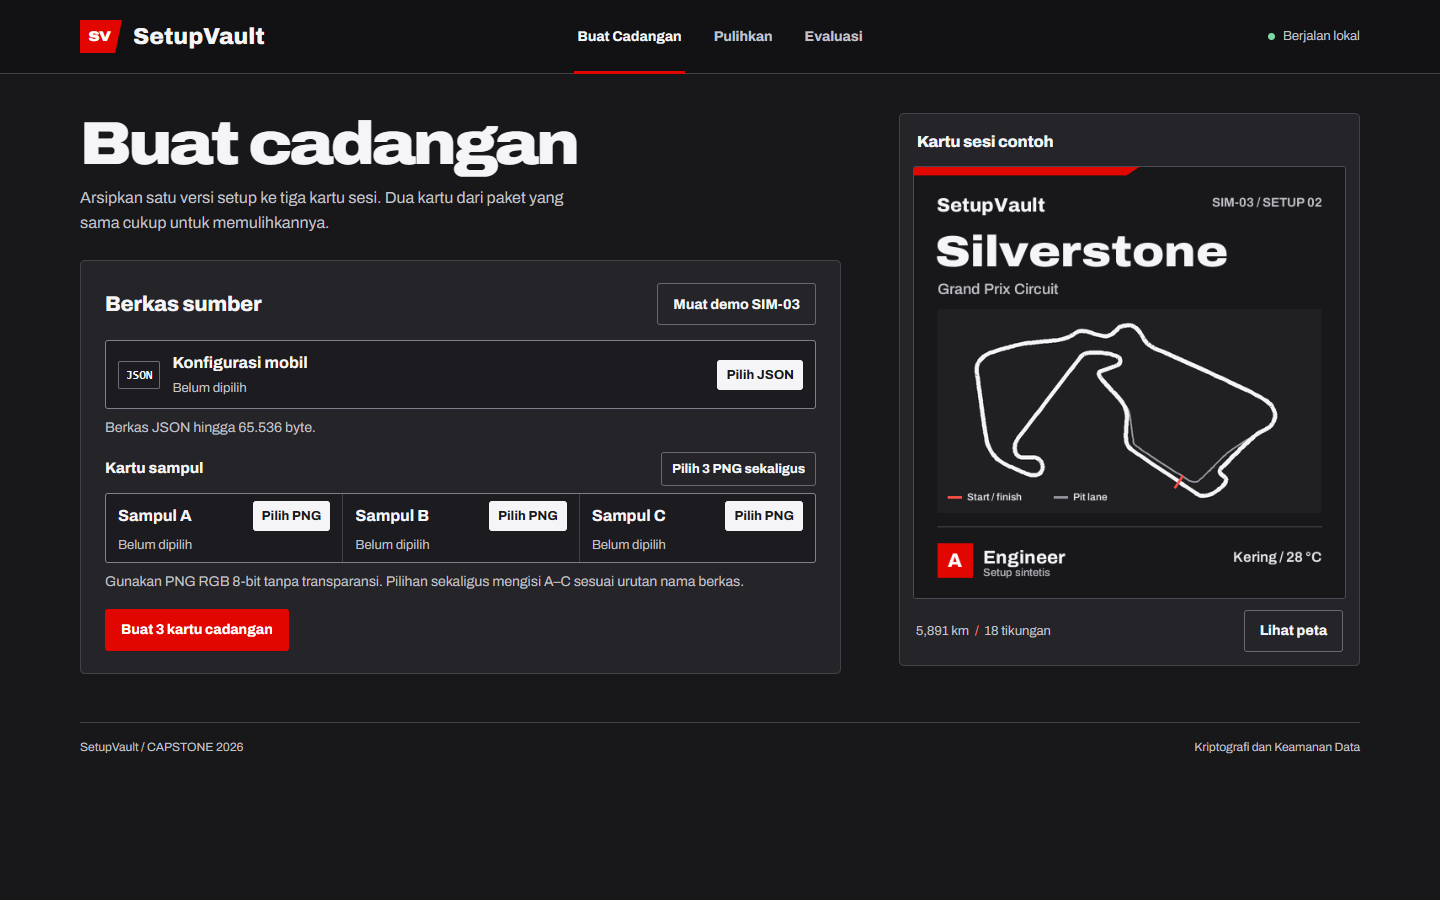 SV SetupVault
Buat Cadangan Pulihkan Evaluasi
Berjalan lokal
Buat cadangan
Arsipkan satu versi setup ke tiga kartu sesi. Dua kartu dari paket yang
sama cukup untuk memulihkannya.
Berkas sumber
Muat demo SIM-03
JSON
Konfigurasi mobil
Belum dipilih
Pilih JSON
Berkas JSON hingga 65.536 byte.
Kartu sampul
Pilih 3 PNG sekaligus
Sampul A
Pilih PNG
Belum dipilih
Sampul B
Pilih PNG
Belum dipilih
Sampul C
Pilih PNG
Belum dipilih
Gunakan PNG RGB 8-bit tanpa transparansi. Pilihan sekaligus mengisi A–C sesuai urutan nama berkas.
Buat 3 kartu cadangan
Kartu sesi contoh
SetupVault
SIM-03 / SETUP 02
Silverstone
Grand Prix Circuit
Start / finish
Pit lane
A
Engineer
Setup sintetis
Kering / 28 °C
5,891 km / 18 tikungan
Lihat peta
SetupVault / CAPSTONE 2026
Kriptografi dan Keamanan Data